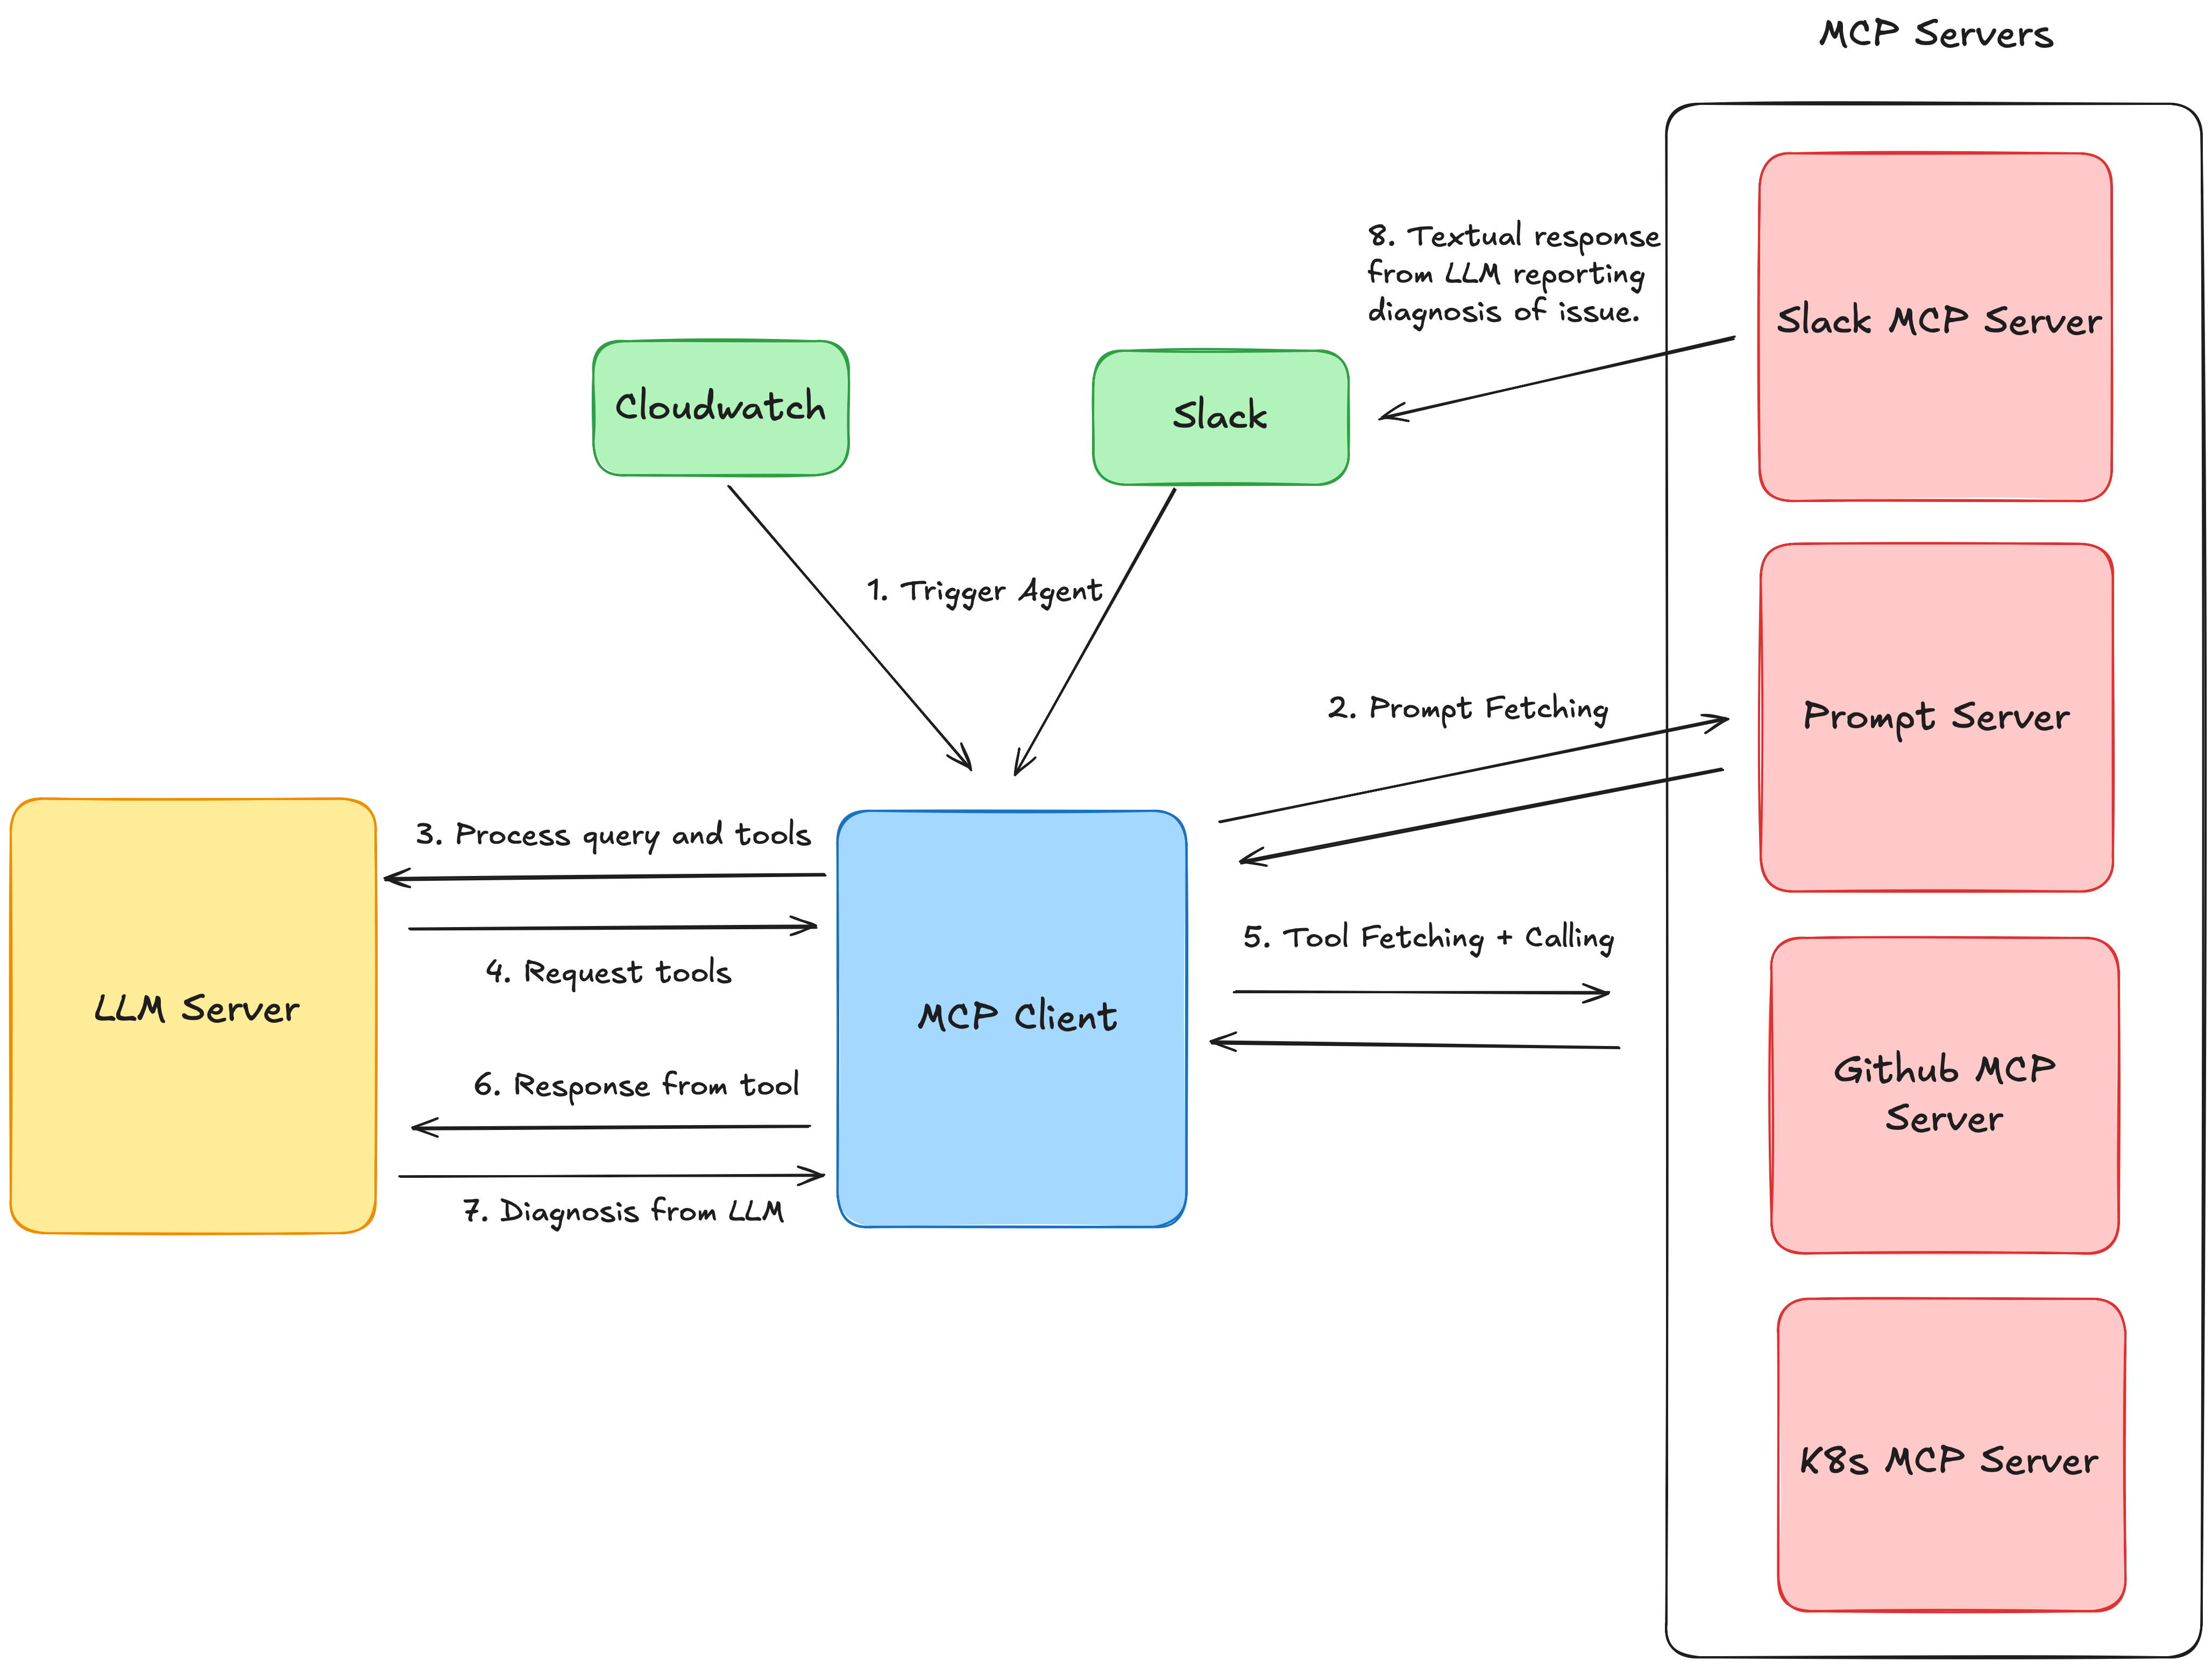 MCP Servers
8. Textual response
from LLM reporting
diagnosis of issue.
Slack MCP Server
Cloudwatch
Slack
1. Trigger Agent
2. Prompt Fetching
Prompt Server
3. Process query and tools
5. Tool Fetching + Calling
4. Request tools
LLM Server
MCP Client
Github MCP
Server
6. Response from tool
7. Diagnosis from LLM
K8s MCP Server